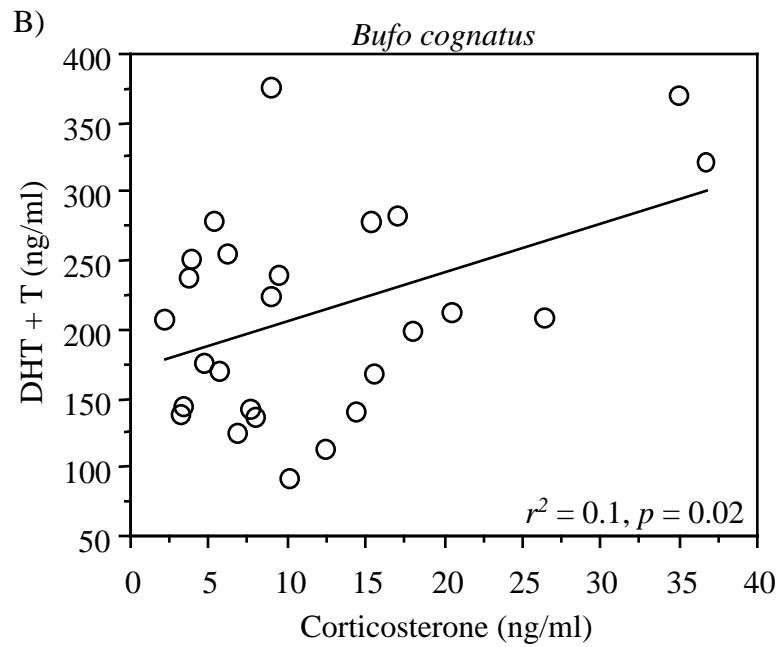 B)
Bufo cognatus
400
350
300
250
200
150
100
50
DHT + T (ng/ml)
r² = 0.1, p = 0.02
0 5 10 15 20 25 30 35 40
Corticosterone (ng/ml)